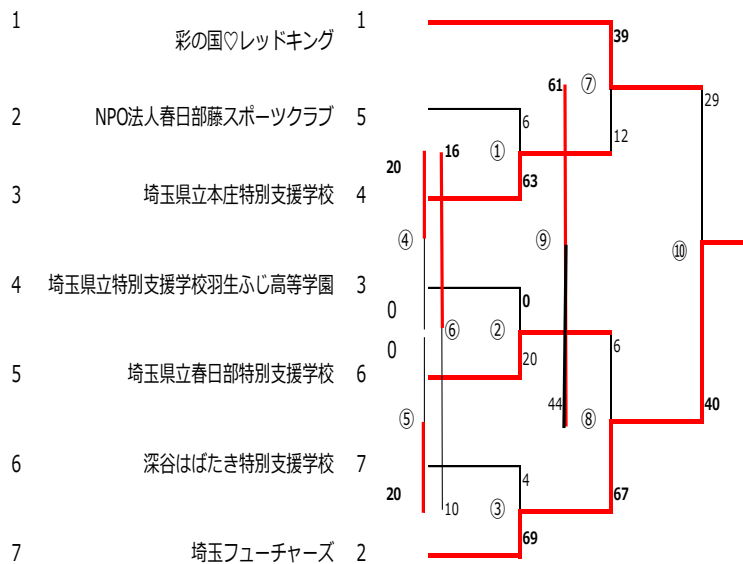 1 彩の国♡レッドキング 1
39
61 ⑦
29
2 NPO法人春日部藤スポーツクラブ 5
6
12
20 16 ①
63
3 埼玉県立本庄特別支援学校 4
④ ⑨ ⑩
4 埼玉県立特別支援学校羽生ふじ高等学園 3
0 0
⑥ ②
0 20 6
5 埼玉県立春日部特別支援学校 6
44 40
⑤ ⑧
6 深谷はばたき特別支援学校 7
4
20 10 ③ 67
69
7 埼玉フューチャーズ 2